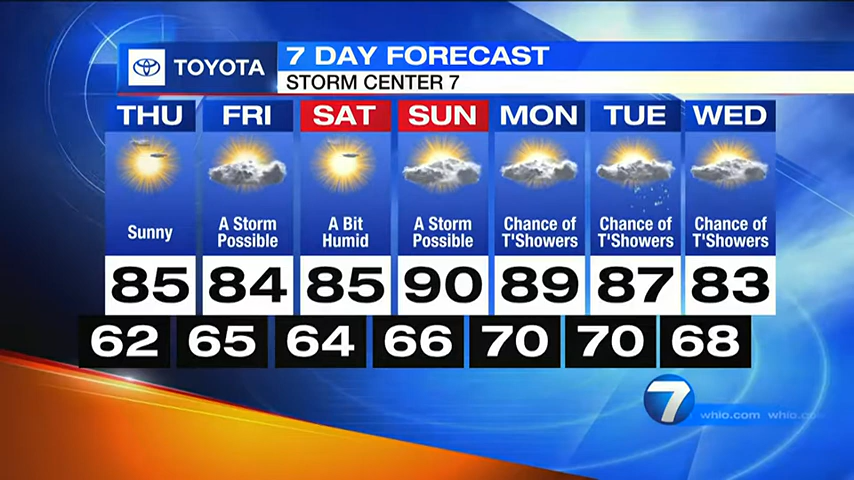 TOYOTA
7 DAY FORECAST
STORM CENTER 7
THU FRI SAT SUN MON TUE WED
Sunny
A Storm
Possible
A Bit
Humid
A Storm
Possible
Chance of
T'Showers
Chance of
T'Showers
Chance of
T'Showers
85 84 85 90 89 87 83
62 65 64 66 70 70 68
7 whio.com whio.com